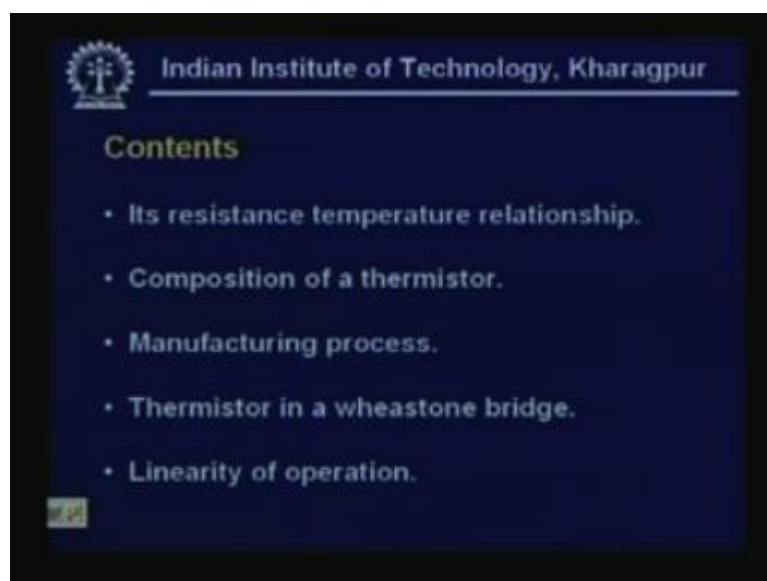 Indian Institute of Technology, Kharagpur
Contents
• Its resistance temperature relationship.
• Composition of a thermistor.
• Manufacturing process.
• Thermistor in a wheastone bridge.
• Linearity of operation.